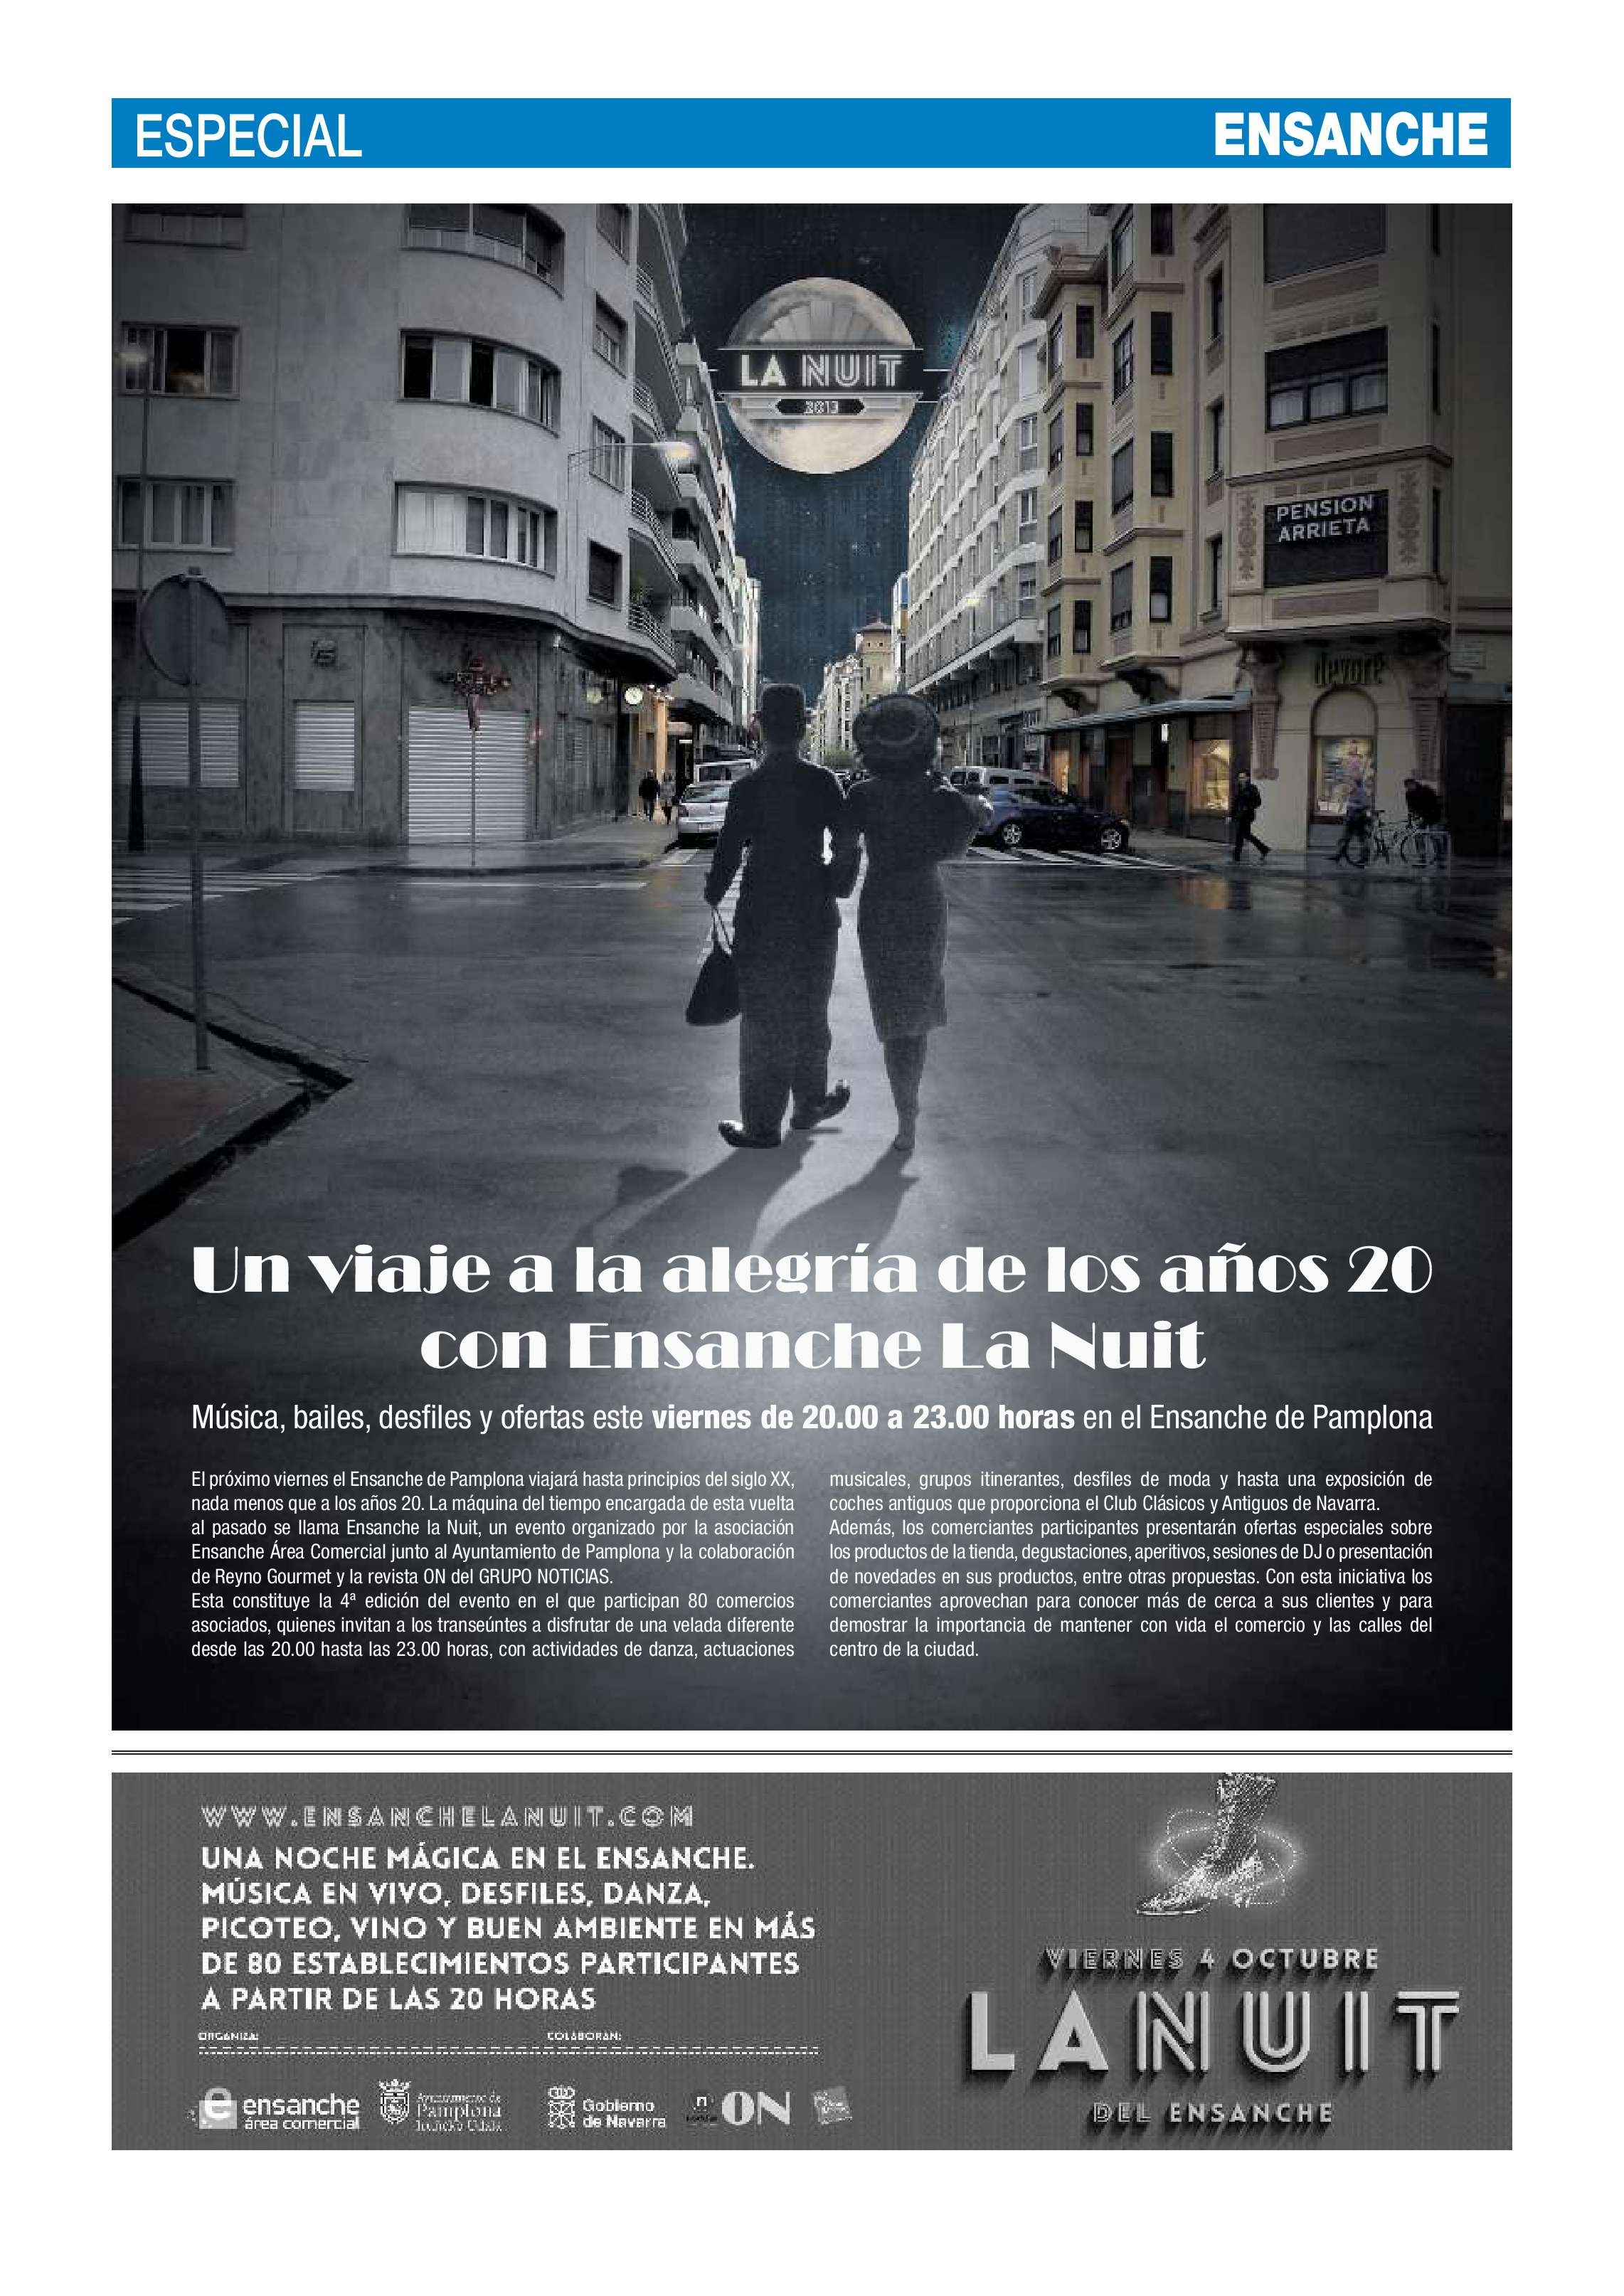 ESPECIAL
ENSANCHE
LA NUIT
2013
PENSION
ARRIETA
devoré
Un viaje a la alegría de los años 20
con Ensanche La Nuit
Música, bailes, desfiles y ofertas este viernes de 20.00 a 23.00 horas en el Ensanche de Pamplona
El próximo viernes el Ensanche de Pamplona viajará hasta principios del siglo XX,
nada menos que a los años 20. La máquina del tiempo encargada de esta vuelta
al pasado se llama Ensanche la Nuit, un evento organizado por la asociación
Ensanche Área Comercial junto al Ayuntamiento de Pamplona y la colaboración
de Reyno Gourmet y la revista ON del GRUPO NOTICIAS.
Esta constituye la 4ª edición del evento en el que participan 80 comercios
asociados, quienes invitan a los transeúntes a disfrutar de una velada diferente
desde las 20.00 hasta las 23.00 horas, con actividades de danza, actuaciones
musicales, grupos itinerantes, desfiles de moda y hasta una exposición de
coches antiguos que proporciona el Club Clásicos y Antiguos de Navarra.
Además, los comerciantes participantes presentarán ofertas especiales sobre
los productos de la tienda, degustaciones, aperitivos, sesiones de DJ o presentación
de novedades en sus productos, entre otras propuestas. Con esta iniciativa los
comerciantes aprovechan para conocer más de cerca a sus clientes y para
demostrar la importancia de mantener con vida el comercio y las calles del
centro de la ciudad.
WWW.ENSANCHELANUIT.COM
UNA NOCHE MÁGICA EN EL ENSANCHE.
MÚSICA EN VIVO, DESFILES, DANZA,
PICOTEO, VINO Y BUEN AMBIENTE EN MÁS
DE 80 ESTABLECIMIENTOS PARTICIPANTES
A PARTIR DE LAS 20 HORAS
ORGANIZA:
COLABORAN:
e ensanche
área comercial
Ayuntamiento de
Pamplona
Gobierno
de Navarra
n
ON
VIERNES 4 OCTUBRE
LA NUIT
DEL ENSANCHE